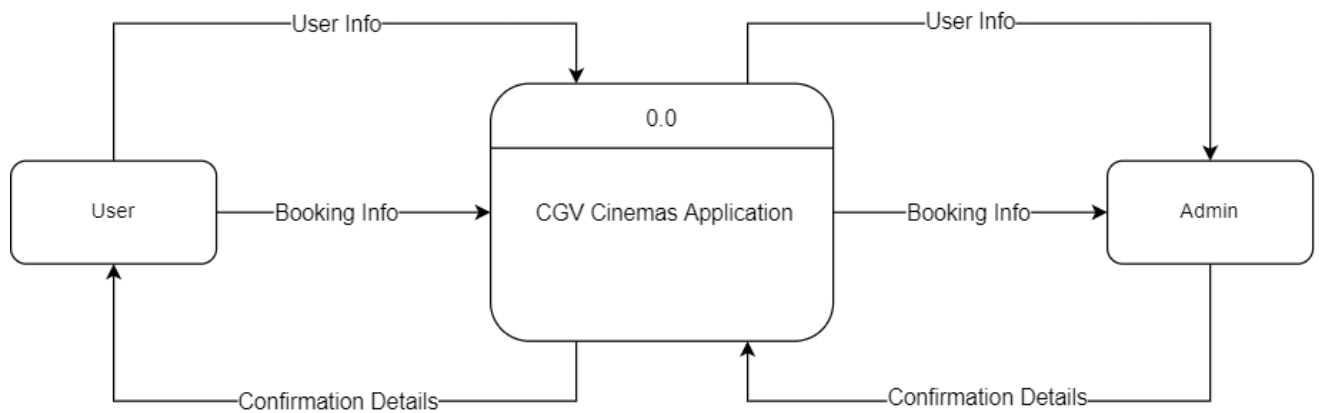 User Info
User Info
0.0
User
Booking Info
CGV Cinemas Application
Booking Info
Admin
Confirmation Details
Confirmation Details